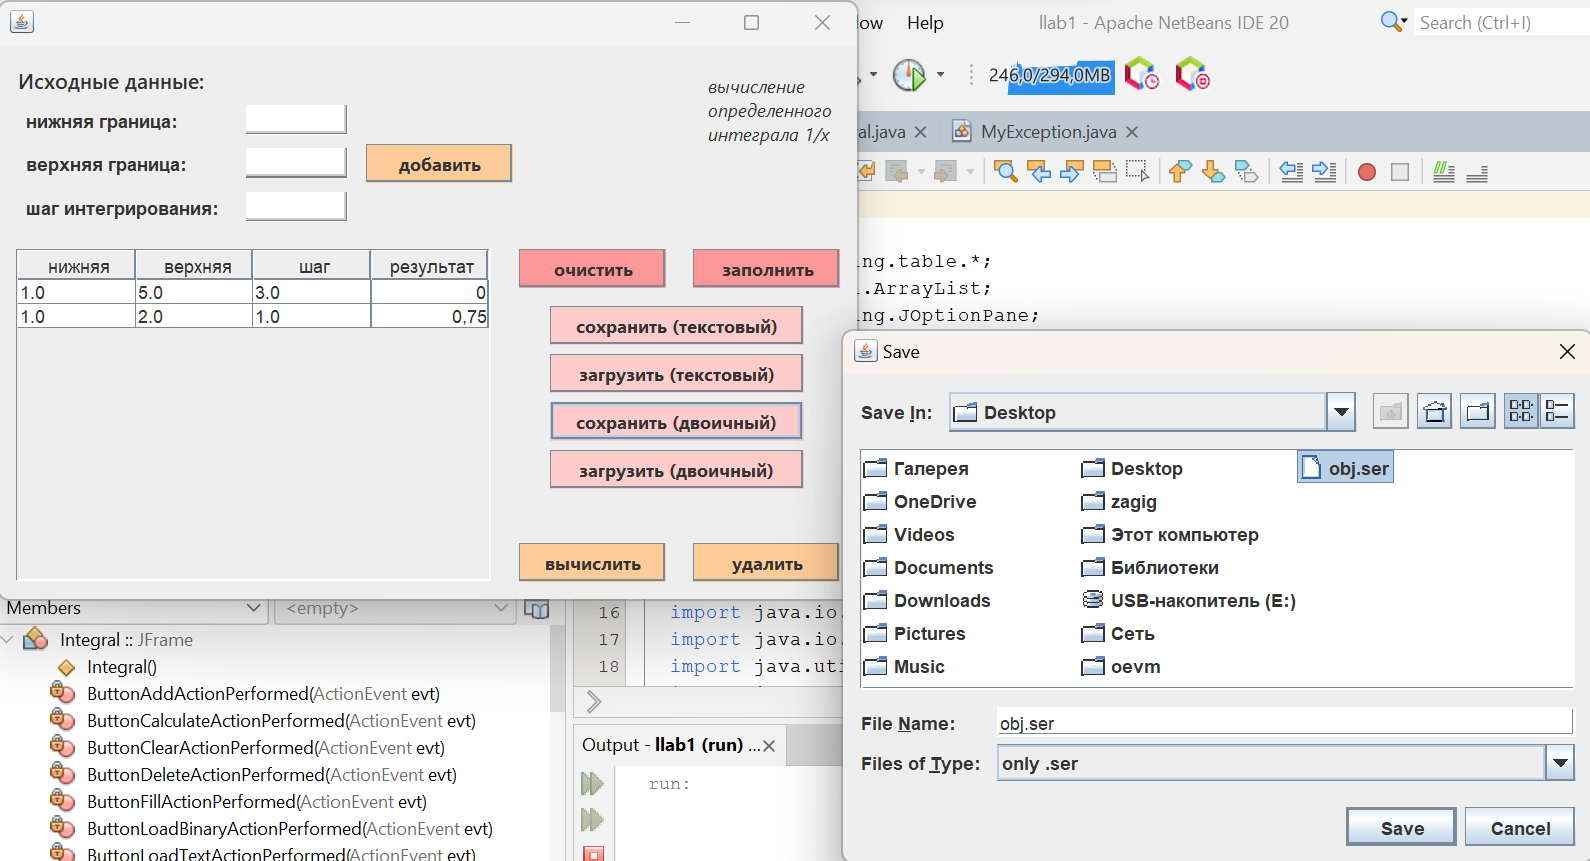 ow Help
llab1 - Apache NetBeans IDE 20
Search (Ctrl+I)
246,0/294,0MB
al.java
MyException.java
Исходные данные:
нижняя граница:
верхняя граница:
шаг интегрирования:
добавить
вычисление
определенного
интеграла 1/x
нижняя верхняя шаг результат
1.0 5.0 3.0 0
1.0 2.0 1.0 0,75
очистить
заполнить
сохранить (текстовый)
загрузить (текстовый)
сохранить (двоичный)
загрузить (двоичный)
вычислить
удалить
ng.table.*;
.ArrayList;
ng.JOptionPane;
Save
Save In: Desktop
Галерея
OneDrive
Videos
Documents
Downloads
Pictures
Music
Desktop
zagig
Этот компьютер
Библиотеки
USB-накопитель (E:)
Сеть
oevm
obj.ser
File Name: obj.ser
Files of Type: only .ser
Save
Cancel
Members
<empty>
Integral :: JFrame
Integral()
ButtonAddActionPerformed(ActionEvent evt)
ButtonCalculateActionPerformed(ActionEvent evt)
ButtonClearActionPerformed(ActionEvent evt)
ButtonDeleteActionPerformed(ActionEvent evt)
ButtonFillActionPerformed(ActionEvent evt)
ButtonLoadBinaryActionPerformed(ActionEvent evt)
ButtonLoadTextActionPerformed(ActionEvent evt)
16 import java.io.
17 import java.io.
18 import java.uti
Output - llab1 (run) ...
run: